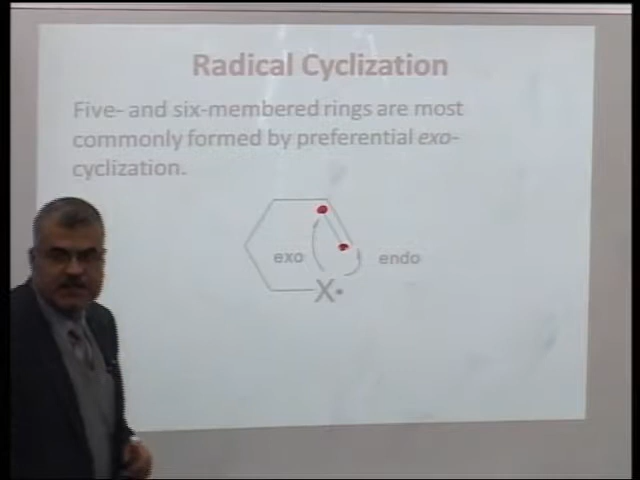 Radical Cyclization
Five- and six-membered rings are most
commonly formed by preferential exo-
cyclization.
exo
endo
X•